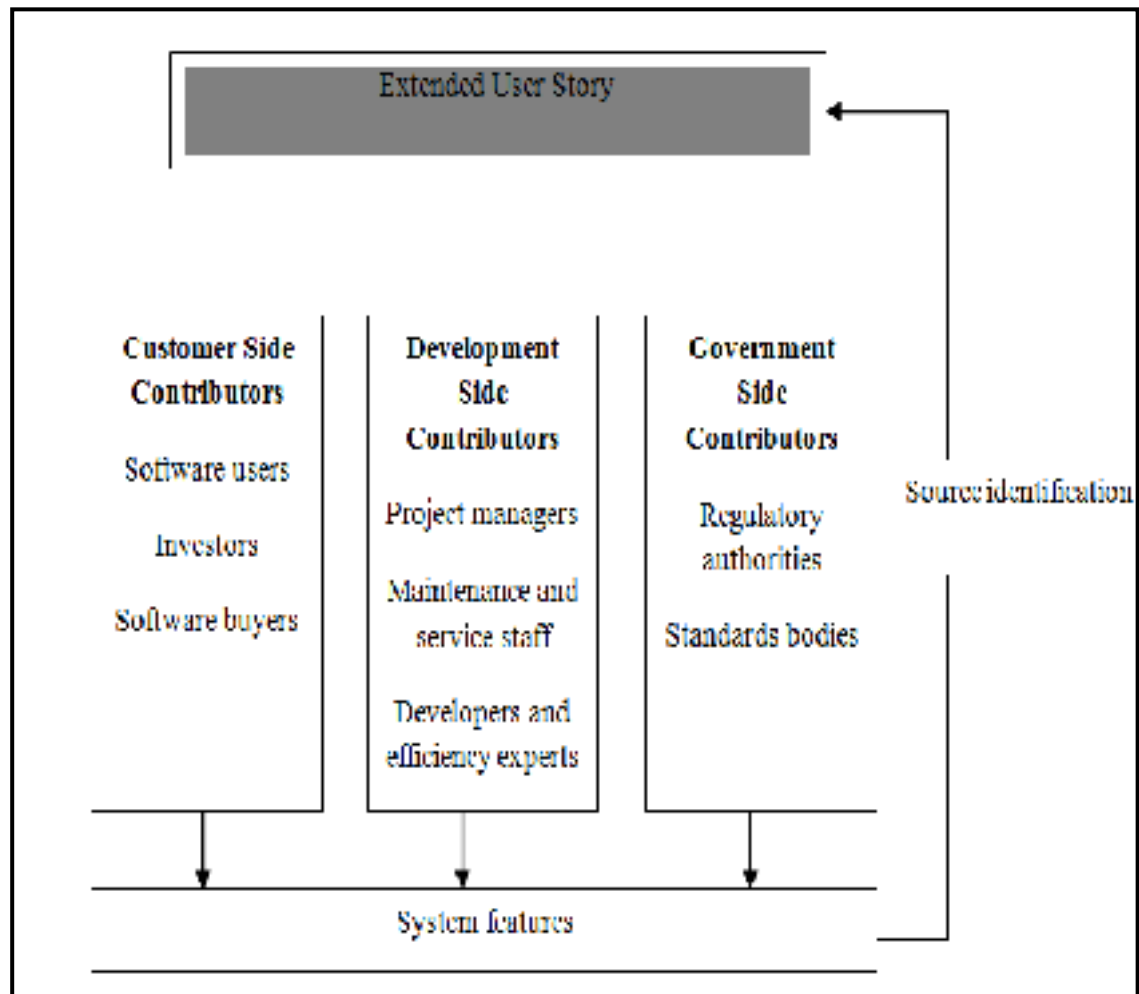 Extended User Story
Customer Side
Contributors
Software users
Investors
Software buyers
Development
Side
Contributors
Project managers
Maintenance and
service staff
Developers and
efficiency experts
Government
Side
Contributors
Regulatory
authorities
Standards bodies
Source identification
System features